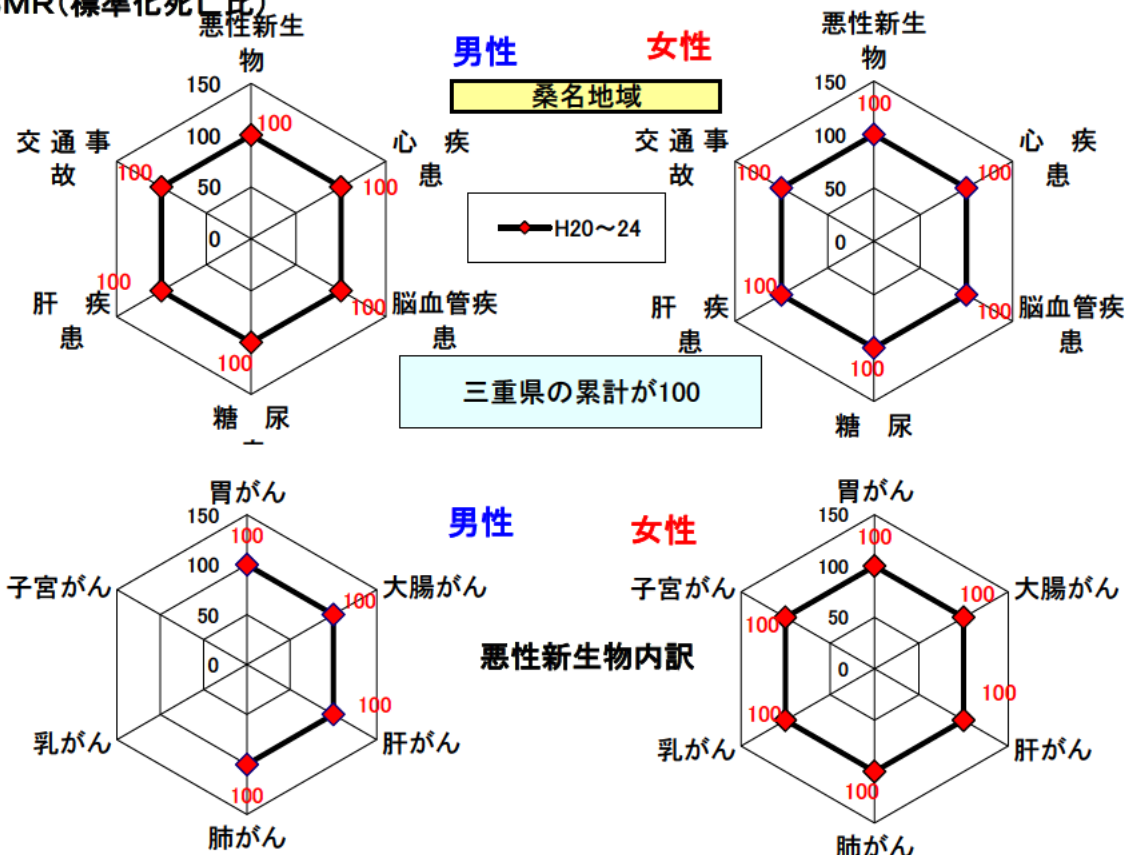 MR(標準化死亡比)
悪性新生
物
150
100
50
0
100
心 疾
患
100
脳血管疾
患
100
糖 尿
100
肝 疾
患
100
交 通 事
故
100
男性
女性
桑名地域
H20～24
三重県の累計が100
悪性新生
物
150
100
50
0
100
心 疾
患
100
脳血管疾
患
100
糖 尿
100
肝 疾
患
100
交 通 事
故
100
胃がん
150
100
50
0
100
大腸がん
100
肝がん
100
肺がん
100
乳がん
子宮がん
男性
女性
悪性新生物内訳
胃がん
150
100
50
0
100
大腸がん
100
肝がん
100
肺がん
100
乳がん
100
子宮がん
100